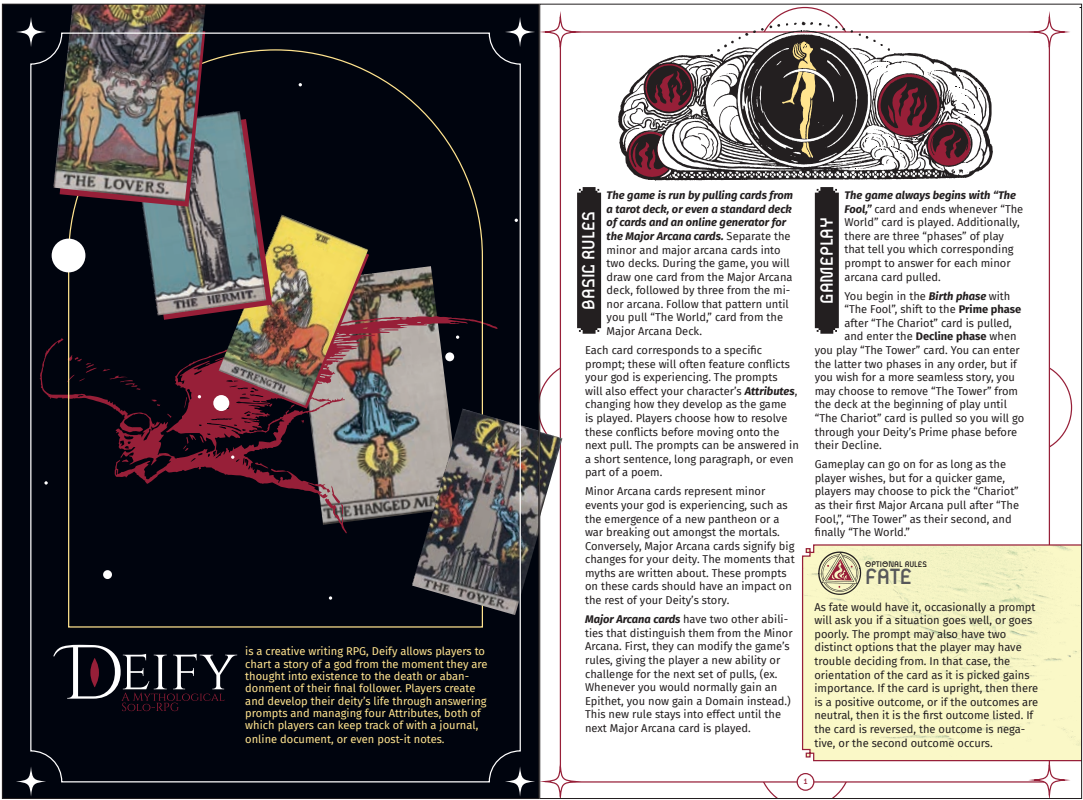 THE LOVERS.
THE HERMIT.
VIII
STRENGTH.
THE HANGED MA
THE TOWER.
DEIFY
A MYTHOLOGICAL
SOLO-RPG
is a creative writing RPG, Deify allows players to
chart a story of a god from the moment they are
thought into existence to the death or aban-
donment of their final follower. Players create
and develop their deity's life through answering
prompts and managing four Attributes, both of
which players can keep track of with a journal,
online document, or even post-it notes.
BASIC RULES
The game is run by pulling cards from
a tarot deck, or even a standard deck
of cards and an online generator for
the Major Arcana cards. Separate the
minor and major arcana cards into
two decks. During the game, you will
draw one card from the Major Arcana
deck, followed by three from the mi-
nor arcana. Follow that pattern until
you pull “The World,” card from the
Major Arcana Deck.
Each card corresponds to a specific
prompt; these will often feature conflicts
your god is experiencing. The prompts
will also effect your character's Attributes,
changing how they develop as the game
is played. Players choose how to resolve
these conflicts before moving onto the
next pull. The prompts can be answered in
a short sentence, long paragraph, or even
part of a poem.
Minor Arcana cards represent minor
events your god is experiencing, such as
the emergence of a new pantheon or a
war breaking out amongst the mortals.
Conversely, Major Arcana cards signify big
changes for your deity. The moments that
myths are written about. These prompts
on these cards should have an impact on
the rest of your Deity's story.
Major Arcana cards have two other abili-
ties that distinguish them from the Minor
Arcana. First, they can modify the game's
rules, giving the player a new ability or
challenge for the next set of pulls, (ex.
Whenever you would normally gain an
Epithet, you now gain a Domain instead.)
This new rule stays into effect until the
next Major Arcana card is played.
GAMEPLAY
The game always begins with “The
Fool,” card and ends whenever “The
World” card is played. Additionally,
there are three “phases” of play
that tell you which corresponding
prompt to answer for each minor
arcana card pulled.
You begin in the Birth phase with
“The Fool”, shift to the Prime phase
after “The Chariot” card is pulled,
and enter the Decline phase when
you play “The Tower” card. You can enter
the latter two phases in any order, but if
you wish for a more seamless story, you
may choose to remove “The Tower” from
the deck at the beginning of play until
“The Chariot” card is pulled so you will go
through your Deity's Prime phase before
their Decline.
Gameplay can go on for as long as the
player wishes, but for a quicker game,
players may choose to pick the “Chariot”
as their first Major Arcana pull after “The
Fool,”, “The Tower” as their second, and
finally “The World.”
OPTIONAL RULES
FATE
As fate would have it, occasionally a prompt
will ask you if a situation goes well, or goes
poorly. The prompt may also have two
distinct options that the player may have
trouble deciding from. In that case, the
orientation of the card as it is picked gains
importance. If the card is upright, then there
is a positive outcome, or if the outcomes are
neutral, then it is the first outcome listed. If
the card is reversed, the outcome is nega-
tive, or the second outcome occurs.
1